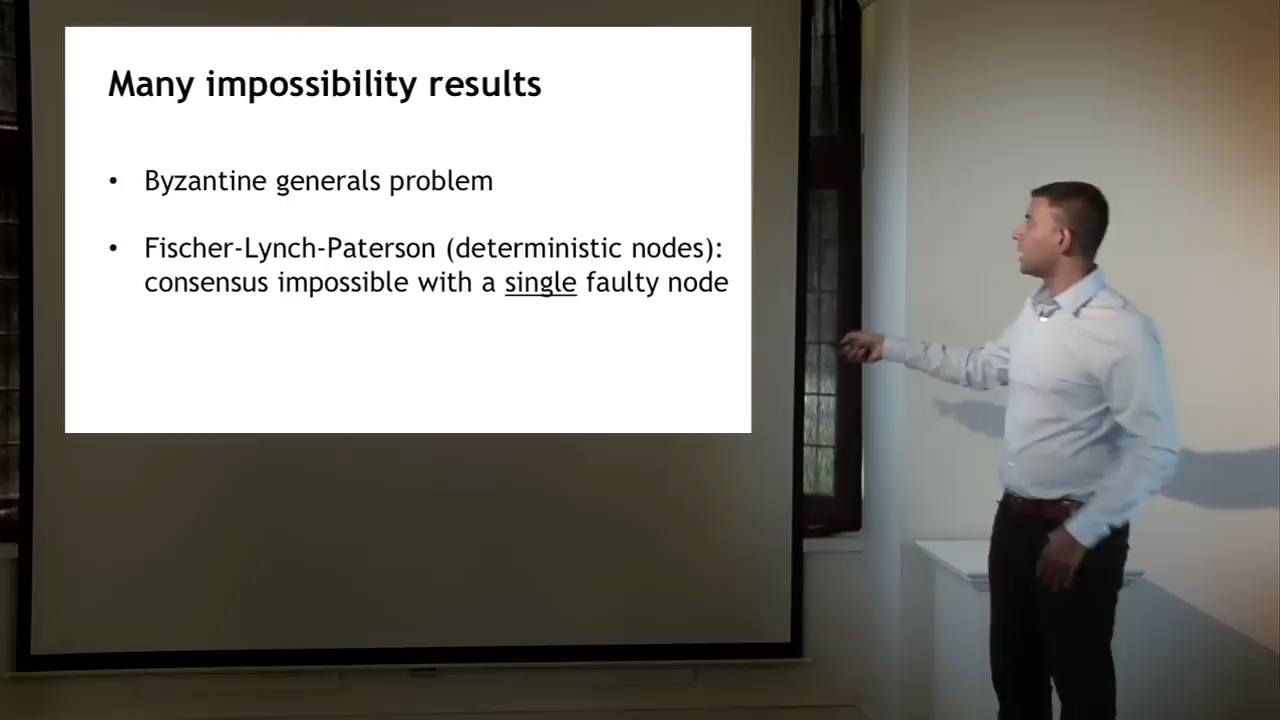 Many impossibility results
• Byzantine generals problem
• Fischer-Lynch-Paterson (deterministic nodes):
consensus impossible with a single faulty node